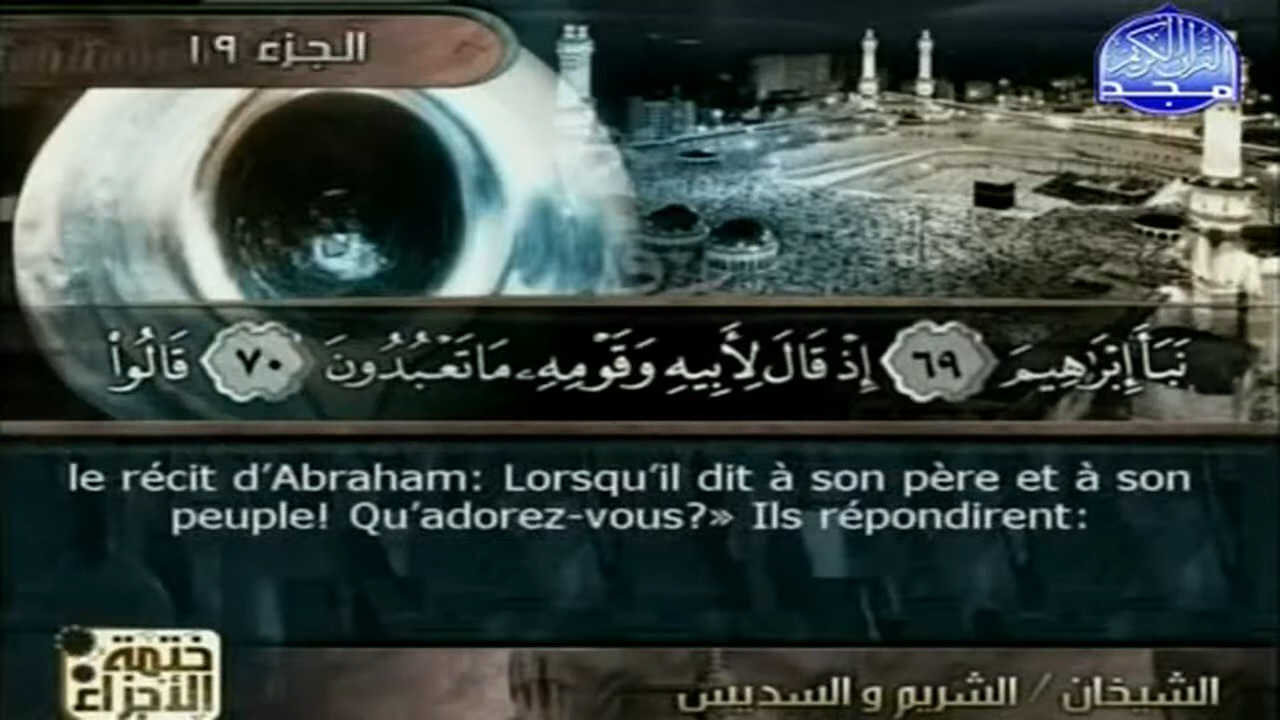 الجزء ١٩
القرآن الكريم
مجد
نَبَأَ إِبْرَٰهِيمَ ٦٩ إِذْ قَالَ لِأَبِيهِ وَقَوْمِهِۦ مَا تَعْبُدُونَ ٧٠ قَالُوا۟
le récit d’Abraham: Lorsqu’il dit à son père et à son
peuple! Qu’adorez-vous?» Ils répondirent:
ختمة
الأجزاء
الشيخان / الشريم و السديس